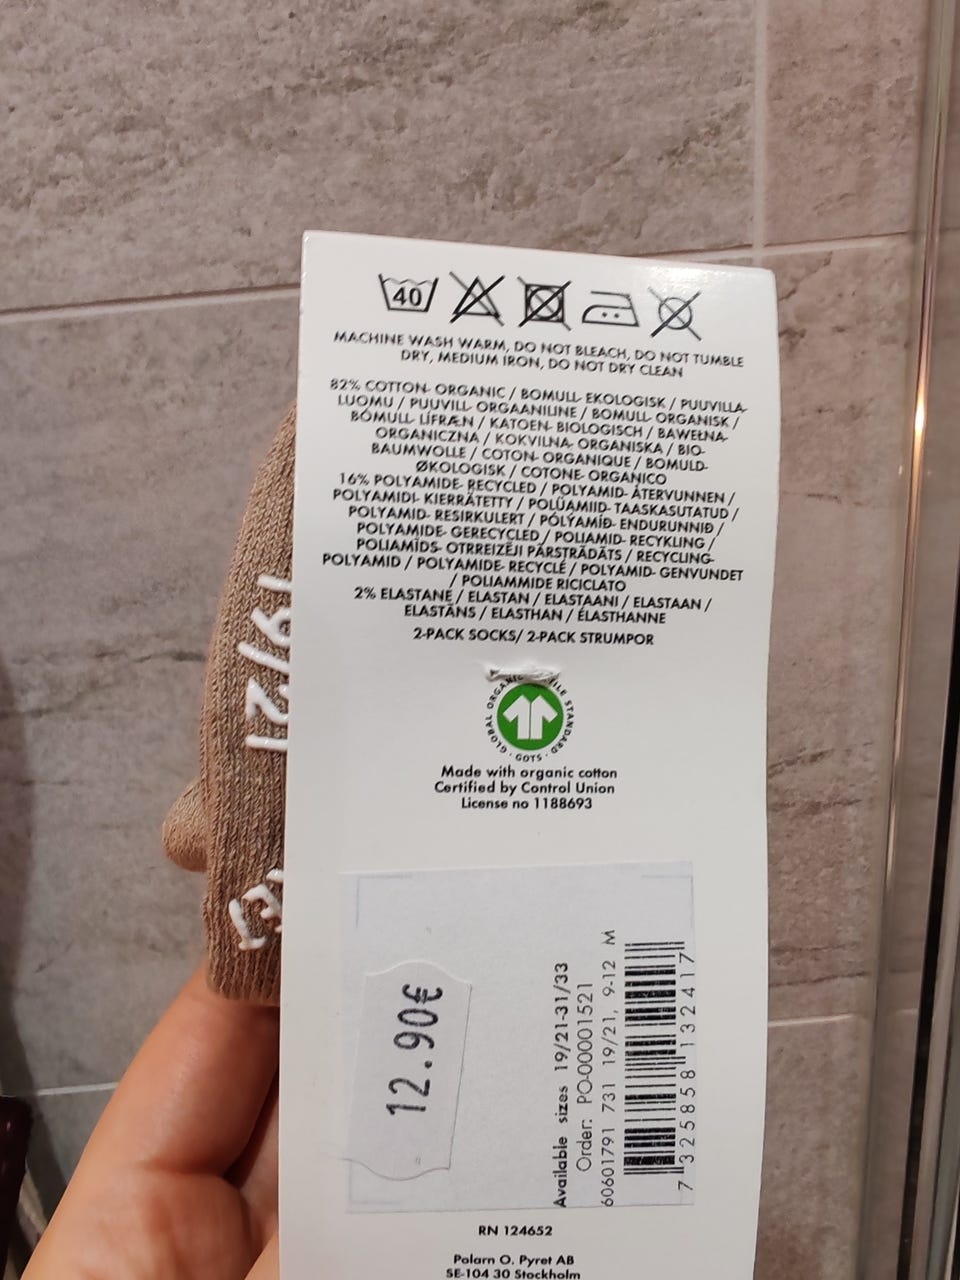 40
MACHINE WASH WARM, DO NOT BLEACH, DO NOT TUMBLE
DRY, MEDIUM IRON, DO NOT DRY CLEAN
82% COTTON- ORGANIC / BOMULL- EKOLOGISK / PUUVILLA-
LUOMU / PUUVILL- ORGAANILINE / BOMULL- ORGANISK /
BÓMULL- LÍFRÆN / KATOEN- BIOLOGISCH / BAWEŁNA-
ORGANICZNA / KOKVILNA- ORGANISKA / BIO-
BAUMWOLLE / COTON- ORGANIQUE / BOMULD-
ØKOLOGISK / COTONE- ORGANICO
16% POLYAMIDE- RECYCLED / POLYAMID- ÅTERVUNNEN /
POLYAMIDI- KIERRÄTETTY / POLÜAMIID- TAASKASUTATUD /
POLYAMID- RESIRKULERT / PÓLÝAMÍÐ- ENDURUNNIÐ /
POLYAMIDE- GERECYCLED / POLIAMID- RECYKLING /
POLIAMĪDS- OTRREIZĒJI PĀRSTRĀDĀTS / RECYCLING-
POLYAMID / POLYAMIDE- RECYCLÉ / POLYAMID- GENVUNDET
/ POLIAMMIDE RICICLATO
2% ELASTANE / ELASTAN / ELASTAANI / ELASTAAN /
ELASTĀNS / ELASTHAN / ÉLASTHANNE
2-PACK SOCKS/ 2-PACK STRUMPOR
GLOBAL ORGANIC TEXTILE STANDARD · GOTS ·
Made with organic cotton
Certified by Control Union
License no 1188693
19/21
12.90€
Available sizes 19/21-31/33
Order: PO-00001521
60601791 731 19/21, 9-12 M
7 325858 132417
RN 124652
Polarn O. Pyret AB
SE-104 30 Stockholm